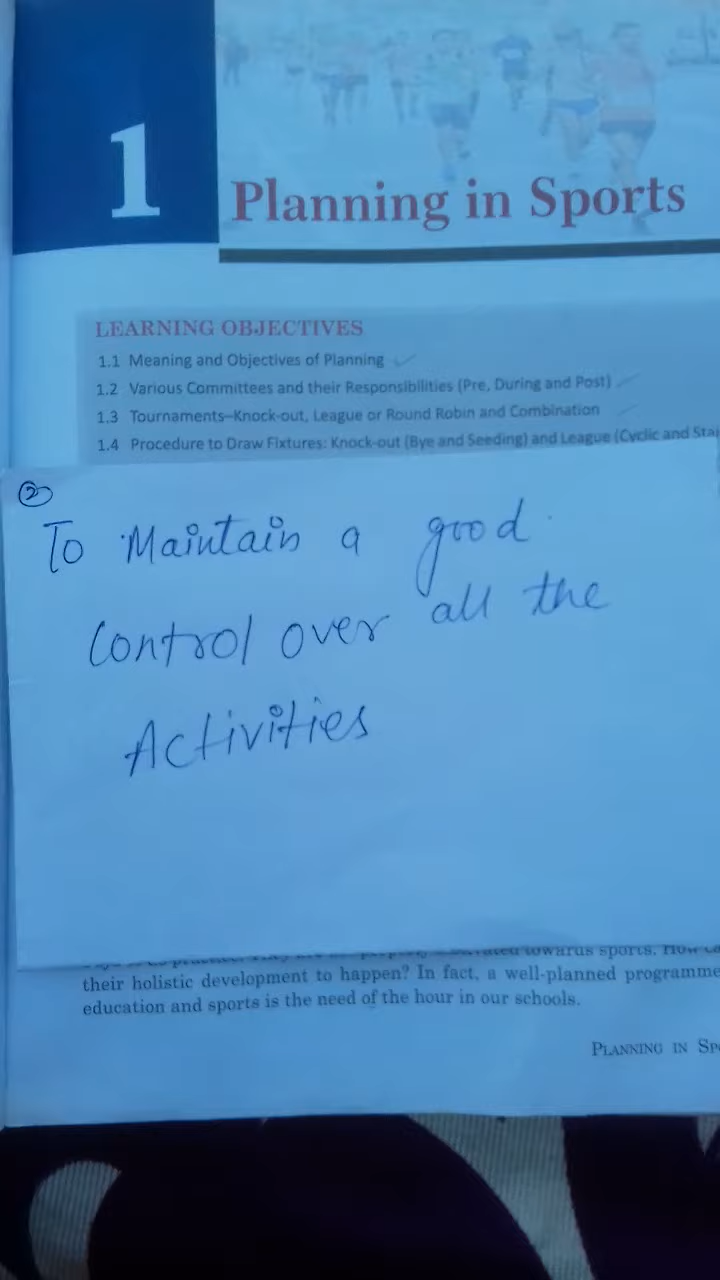 1
Planning in Sports
LEARNING OBJECTIVES
1.1 Meaning and Objectives of Planning
1.2 Various Committees and their Responsibilities (Pre, During and Post)
1.3 Tournaments–Knock-out, League or Round Robin and Combination
1.4 Procedure to Draw Fixtures: Knock-out (Bye and Seeding) and League (Cyclic and
2
To Maintain a good
control over all the
Activities
towards sports. How
their holistic development to happen? In fact, a well-planned programme
education and sports is the need of the hour in our schools.
PLANNING IN